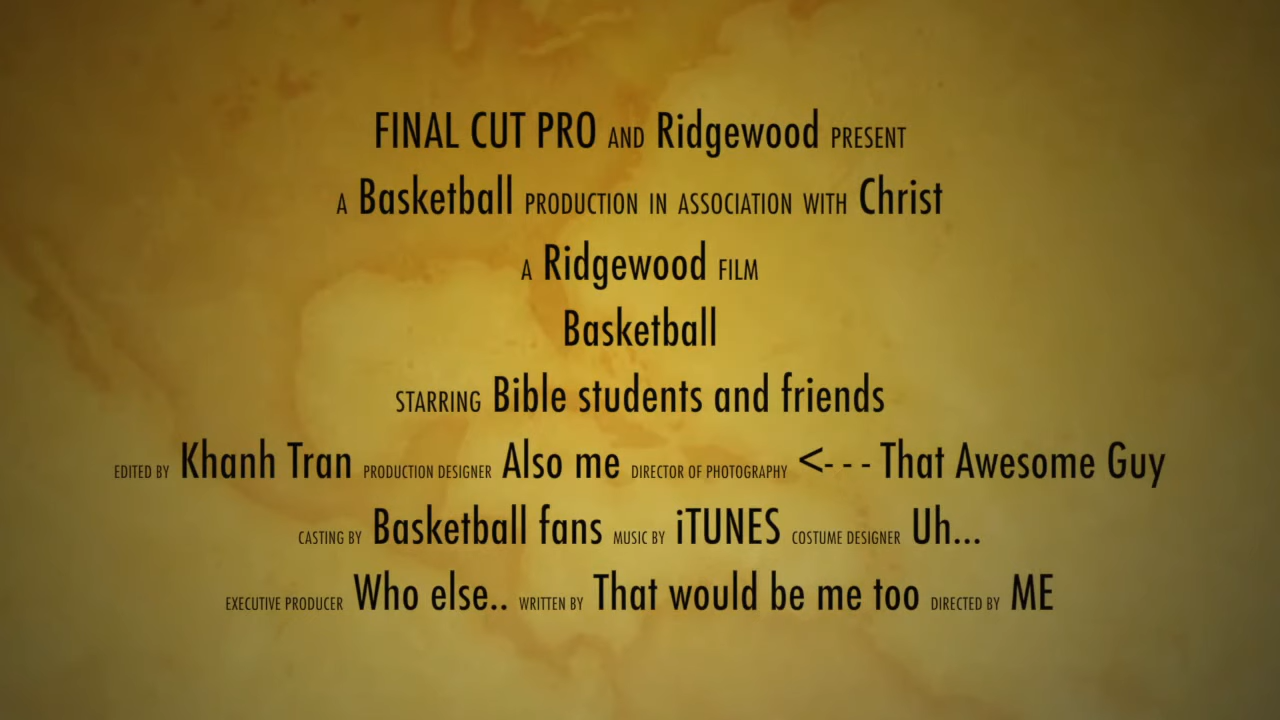 FINAL CUT PRO AND Ridgewood PRESENT
A Basketball PRODUCTION IN ASSOCIATION WITH Christ
A Ridgewood FILM
Basketball
STARRING Bible students and friends
EDITED BY Khanh Tran PRODUCTION DESIGNER Also me DIRECTOR OF PHOTOGRAPHY <--- That Awesome Guy
CASTING BY Basketball fans MUSIC BY iTUNES COSTUME DESIGNER Uh...
EXECUTIVE PRODUCER Who else.. WRITTEN BY That would be me too DIRECTED BY ME